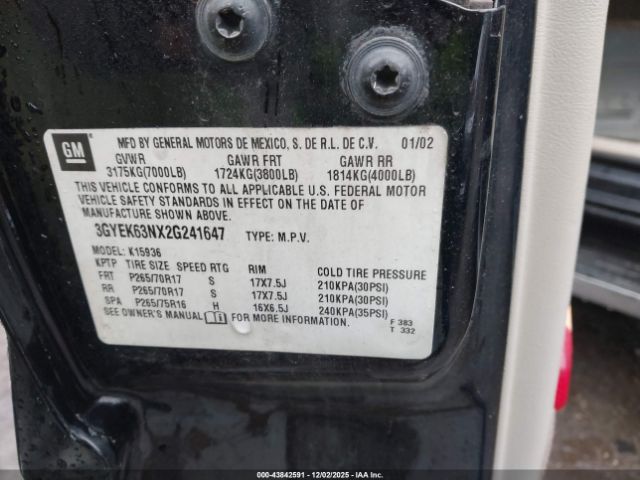 GM
MFD BY GENERAL MOTORS DE MEXICO, S. DE R.L. DE C.V. 01/02
GVWR GAWR FRT GAWR RR
3175KG(7000LB) 1724KG(3800LB) 1814KG(4000LB)
THIS VEHICLE CONFORMS TO ALL APPLICABLE U.S. FEDERAL MOTOR
VEHICLE SAFETY STANDARDS IN EFFECT ON THE DATE OF
MANUFACTURE SHOWN ABOVE.
3GYEK63NX2G241647 TYPE: M.P.V.
MODEL: K15936
KPTP TIRE SIZE SPEED RTG RIM COLD TIRE PRESSURE
FRT P265/70R17 S 17X7.5J 210KPA(30PSI)
RR P265/70R17 S 17X7.5J 210KPA(30PSI)
SPA P265/75R16 H 16X6.5J 240KPA(35PSI)
SEE OWNER'S MANUAL FOR MORE INFORMATION.
F 383
T 332
000-43842591 - 12/02/2025 - IAA Inc.